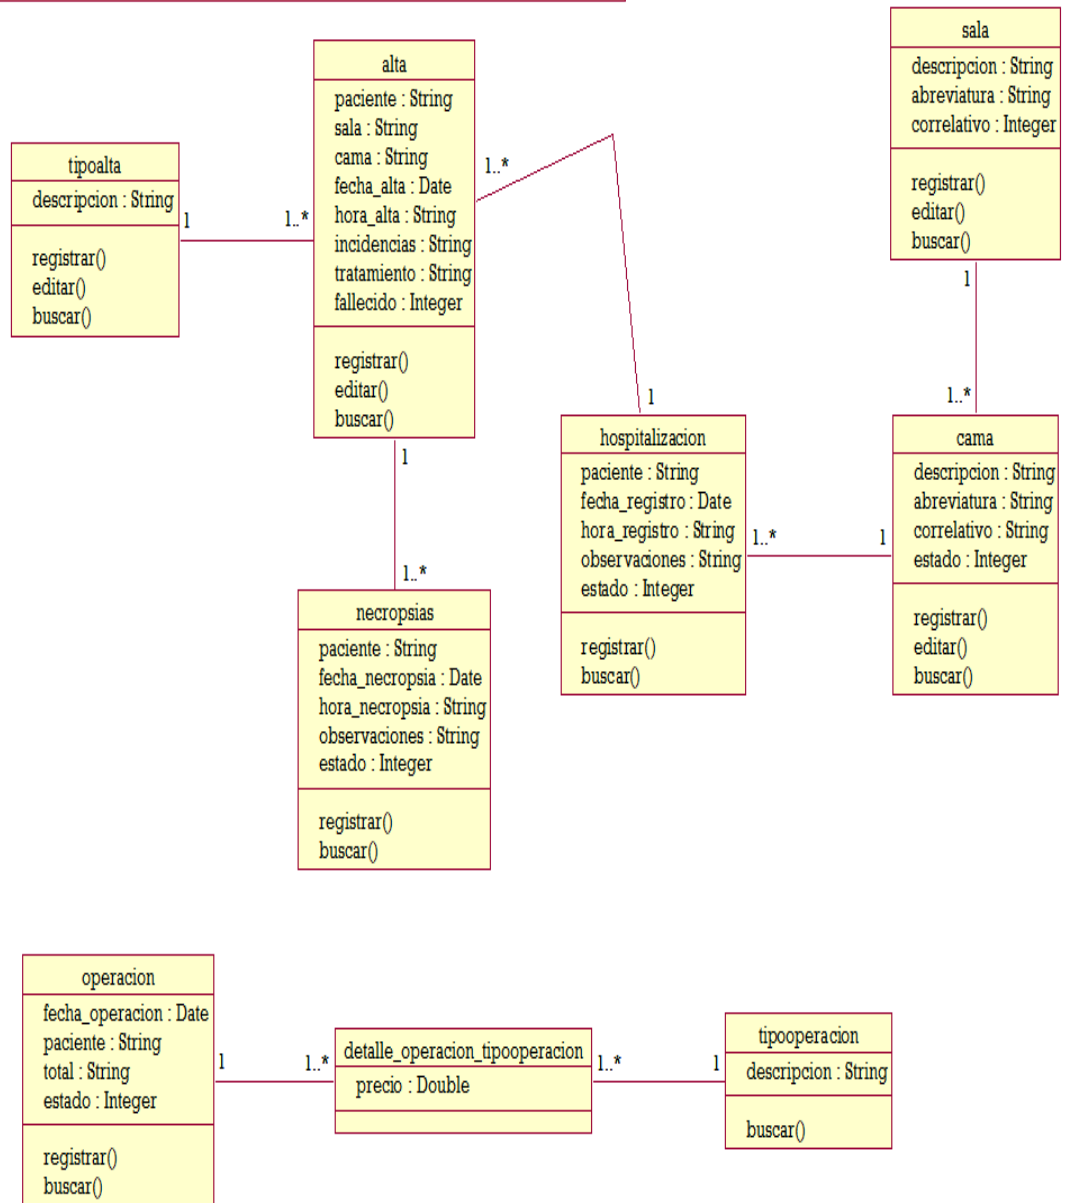 sala
descripcion : String
abreviatura : String
correlativo : Integer
registrar()
editar()
buscar()
alta
paciente : String
sala : String
cama : String
fecha_alta : Date
hora_alta : String
incidencias : String
tratamiento : String
fallecido : Integer
registrar()
editar()
buscar()
tipoalta
descripcion : String
registrar()
editar()
buscar()
1
1..*
1..*
1
1
1..*
1
1..*
hospitalizacion
paciente : String
fecha_registro : Date
hora_registro : String
observaciones : String
estado : Integer
registrar()
buscar()
1..*
1
cama
descripcion : String
abreviatura : String
correlativo : String
estado : Integer
registrar()
editar()
buscar()
necropsias
paciente : String
fecha_necropsia : Date
hora_necropsia : String
observaciones : String
estado : Integer
registrar()
buscar()
operacion
fecha_operacion : Date
paciente : String
total : String
estado : Integer
registrar()
buscar()
1
1..*
detalle_operacion_tipooperacion
precio : Double
1..*
1
tipooperacion
descripcion : String
buscar()